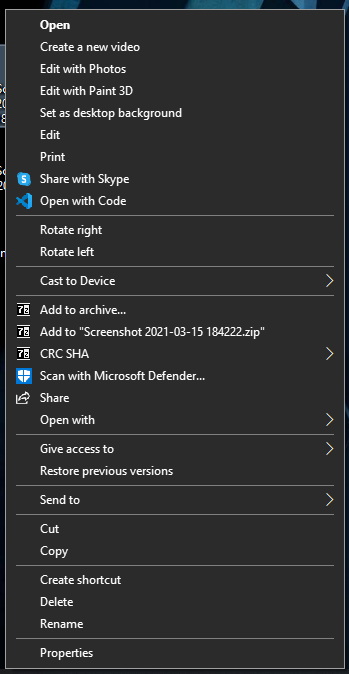 Open
Create a new video
Edit with Photos
Edit with Paint 3D
Set as desktop background
Edit
Print
Share with Skype
Open with Code
Rotate right
Rotate left
Cast to Device
Add to archive...
Add to "Screenshot 2021-03-15 184222.zip"
CRC SHA
Scan with Microsoft Defender...
Share
Open with
Give access to
Restore previous versions
Send to
Cut
Copy
Create shortcut
Delete
Rename
Properties